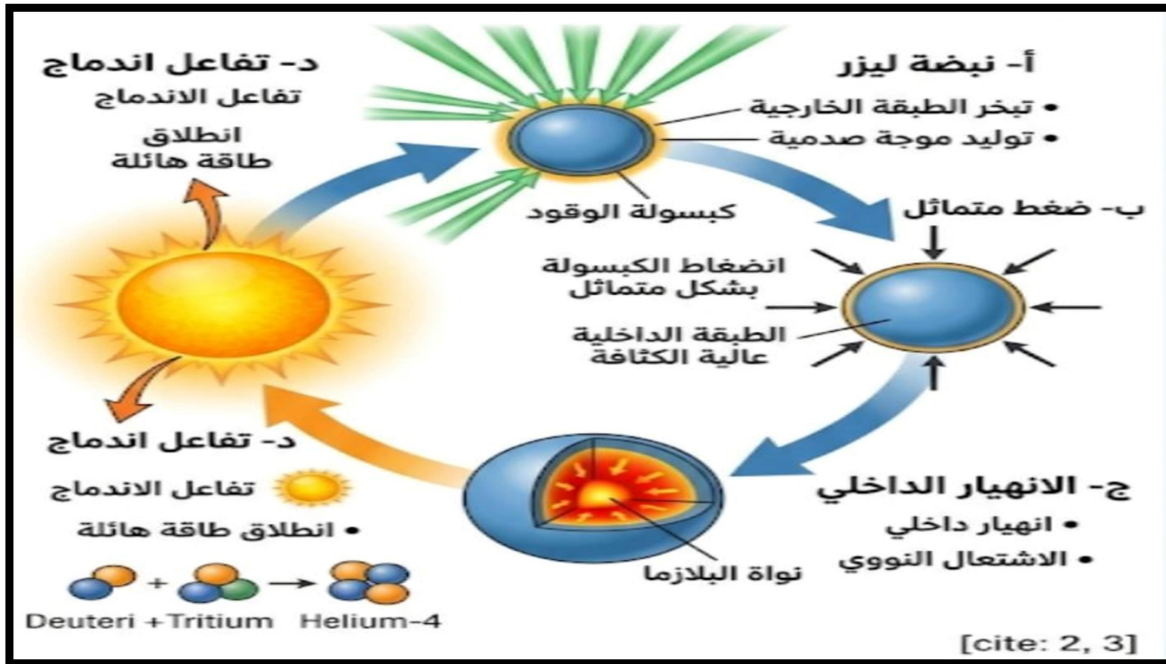 أ- نبضة ليزر
• تبخر الطبقة الخارجية
• توليد موجة صدمية
كبسولة الوقود
ب- ضغط متماثل
انضغاط الكبسولة
بشكل متماثل
الطبقة الداخلية
عالية الكثافة
ج- الانهيار الداخلي
• انهيار داخلي
• الاشتعال النووي
نواة البلازما
د- تفاعل اندماج
تفاعل الاندماج
انطلاق
طاقة هائلة
د- تفاعل اندماج
تفاعل الاندماج
• انطلاق طاقة هائلة
+
Deuteri +Tritium Helium-4
[cite: 2, 3]